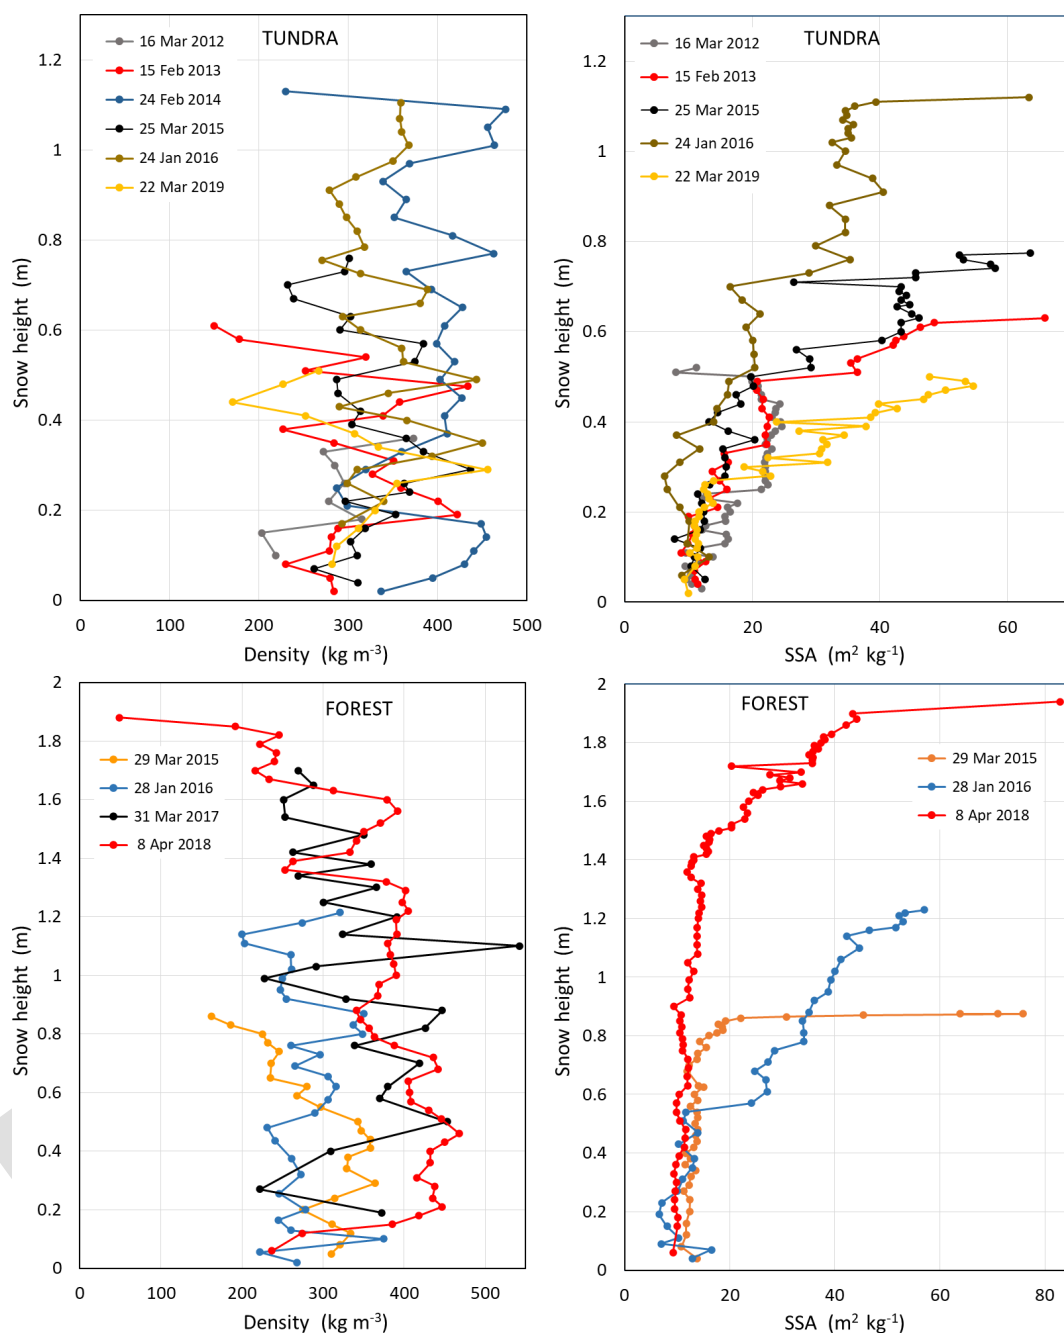 TUNDRA
16 Mar 2012
15 Feb 2013
24 Feb 2014
25 Mar 2015
24 Jan 2016
22 Mar 2019
Snow height (m)
1.2
1
0.8
0.6
0.4
0.2
0
0 100 200 300 400 500
Density (kg m-3)
TUNDRA
16 Mar 2012
15 Feb 2013
25 Mar 2015
24 Jan 2016
22 Mar 2019
Snow height (m)
1.2
1
0.8
0.6
0.4
0.2
0
0 20 40 60
SSA (m2 kg-1)
FOREST
29 Mar 2015
28 Jan 2016
31 Mar 2017
8 Apr 2018
Snow height (m)
2
1.8
1.6
1.4
1.2
1
0.8
0.6
0.4
0.2
0
0 100 200 300 400 500
Density (kg m-3)
FOREST
29 Mar 2015
28 Jan 2016
8 Apr 2018
Snow height (m)
2
1.8
1.6
1.4
1.2
1
0.8
0.6
0.4
0.2
0
0 20 40 60 80
SSA (m2 kg-1)